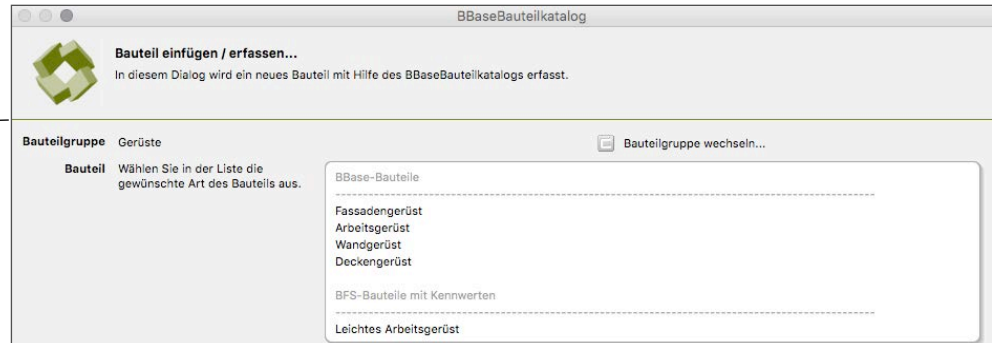 BBaseBauteilkatalog
Bauteil einfügen / erfassen...
In diesem Dialog wird ein neues Bauteil mit Hilfe des BBaseBauteilkatalogs erfasst.
Bauteilgruppe Gerüste
Bauteilgruppe wechseln...
Bauteil Wählen Sie in der Liste die
gewünschte Art des Bauteils aus.
BBase-Bauteile
Fassadengerüst
Arbeitsgerüst
Wandgerüst
Deckengerüst
BFS-Bauteile mit Kennwerten
Leichtes Arbeitsgerüst